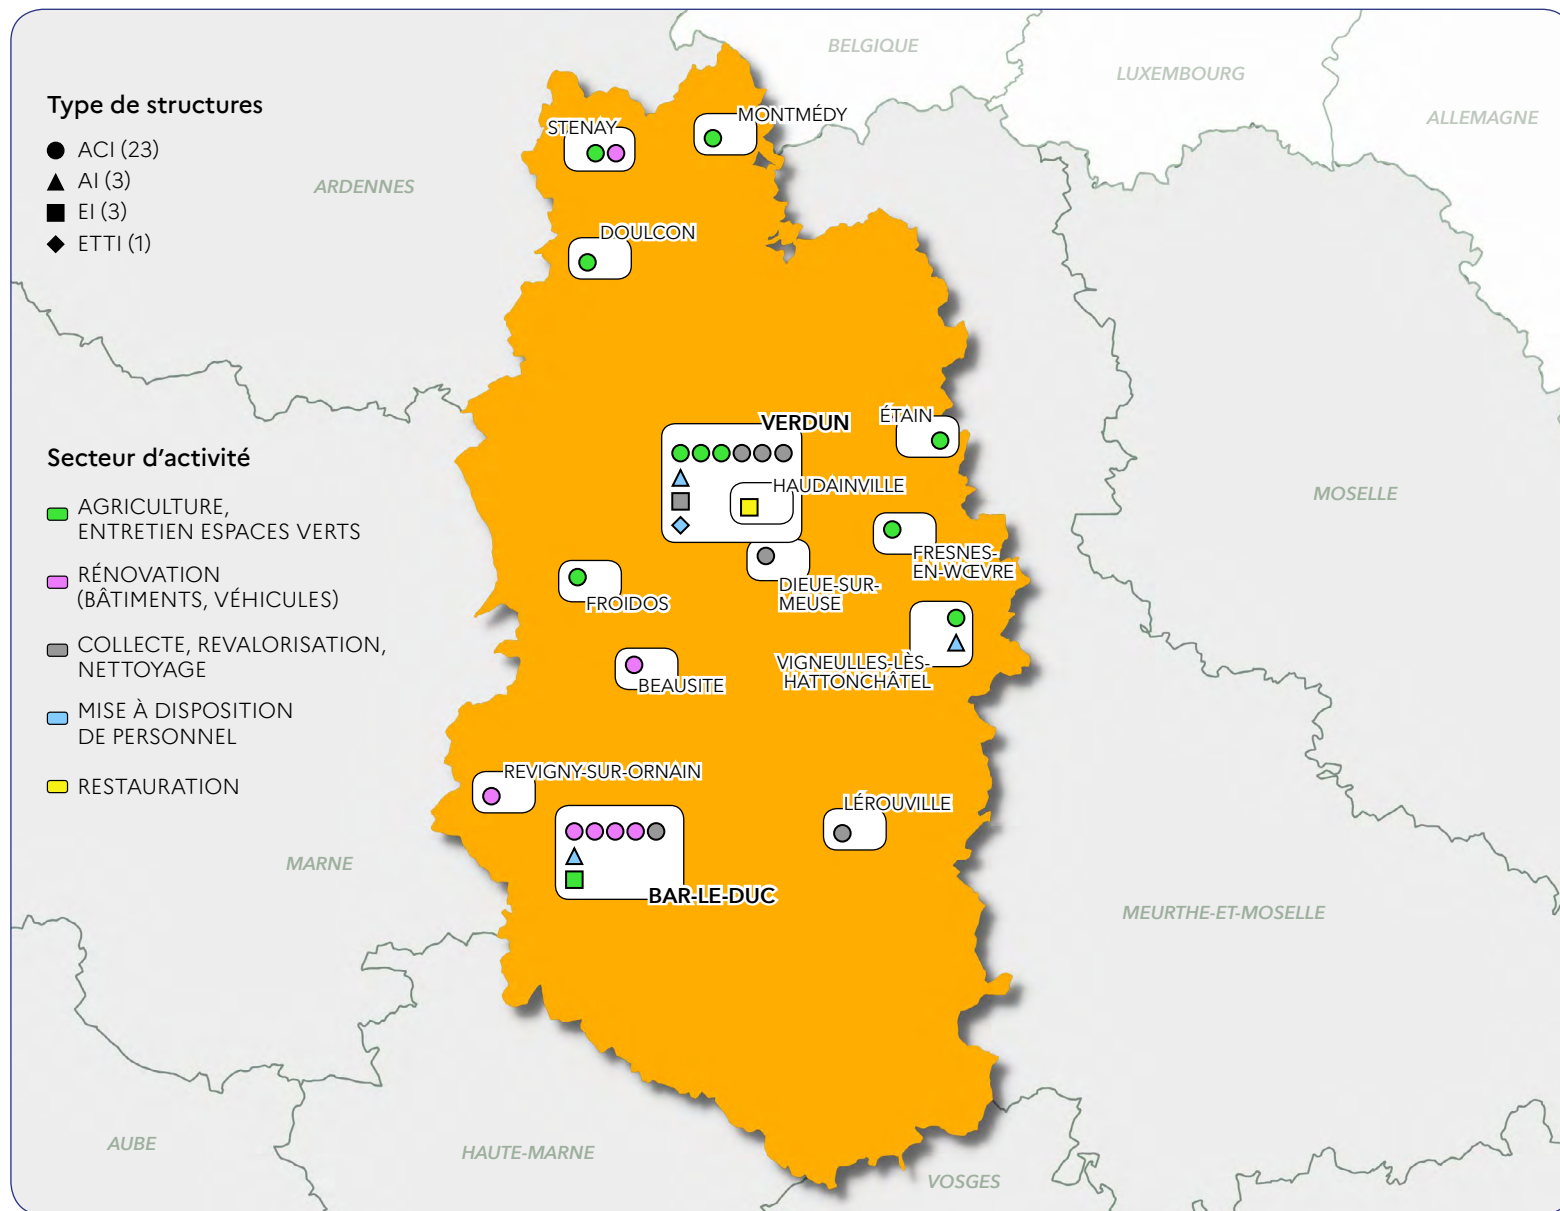 Type de structures
ACI (23)
AI (3)
EI (3)
ETTI (1)
Secteur d'activité
AGRICULTURE,
ENTRETIEN ESPACES VERTS
RÉNOVATION
(BÂTIMENTS, VÉHICULES)
COLLECTE, REVALORISATION,
NETTOYAGE
MISE À DISPOSITION
DE PERSONNEL
RESTAURATION
BELGIQUE
LUXEMBOURG
ALLEMAGNE
ARDENNES
STENAY
MONTMÉDY
DOULCON
VERDUN
ÉTAIN
HAUDAINVILLE
MOSELLE
FRESNES-
EN-WŒVRE
DIEUE-SUR-
MEUSE
FROIDOS
VIGNEULLES-LÈS-
HATTONCHÂTEL
BEAUSITE
REVIGNY-SUR-ORNAIN
LÉROUVILLE
MARNE
BAR-LE-DUC
MEURTHE-ET-MOSELLE
AUBE
HAUTE-MARNE
VOSGES